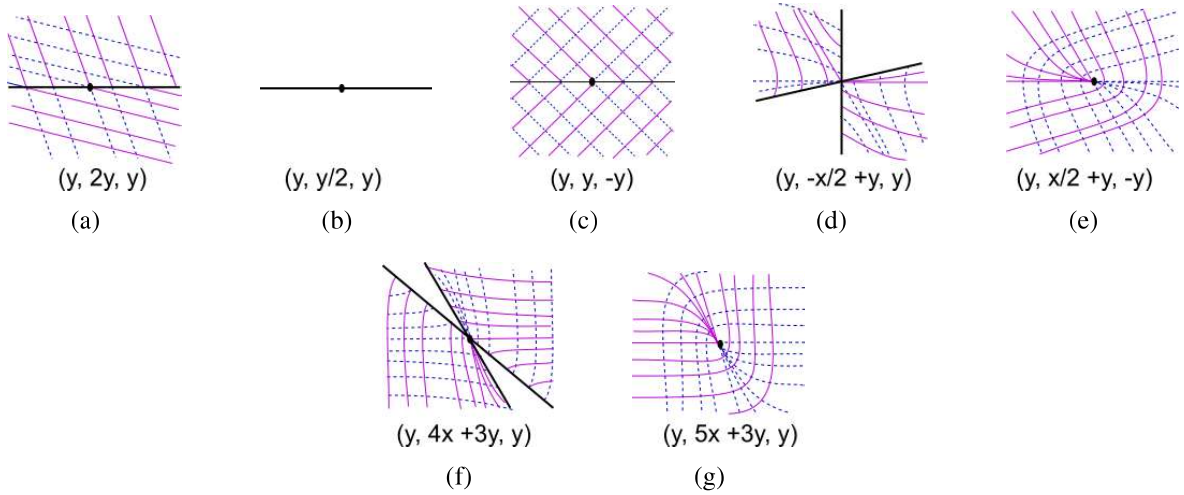 (y, 2y, y) (y, y/2, y) (y, y, -y) (y, -x/2 +y, y) (y, x/2 +y, -y)
(a) (b) (c) (d) (e)
(y, 4x +3y, y) (y, 5x +3y, y)
(f) (g)